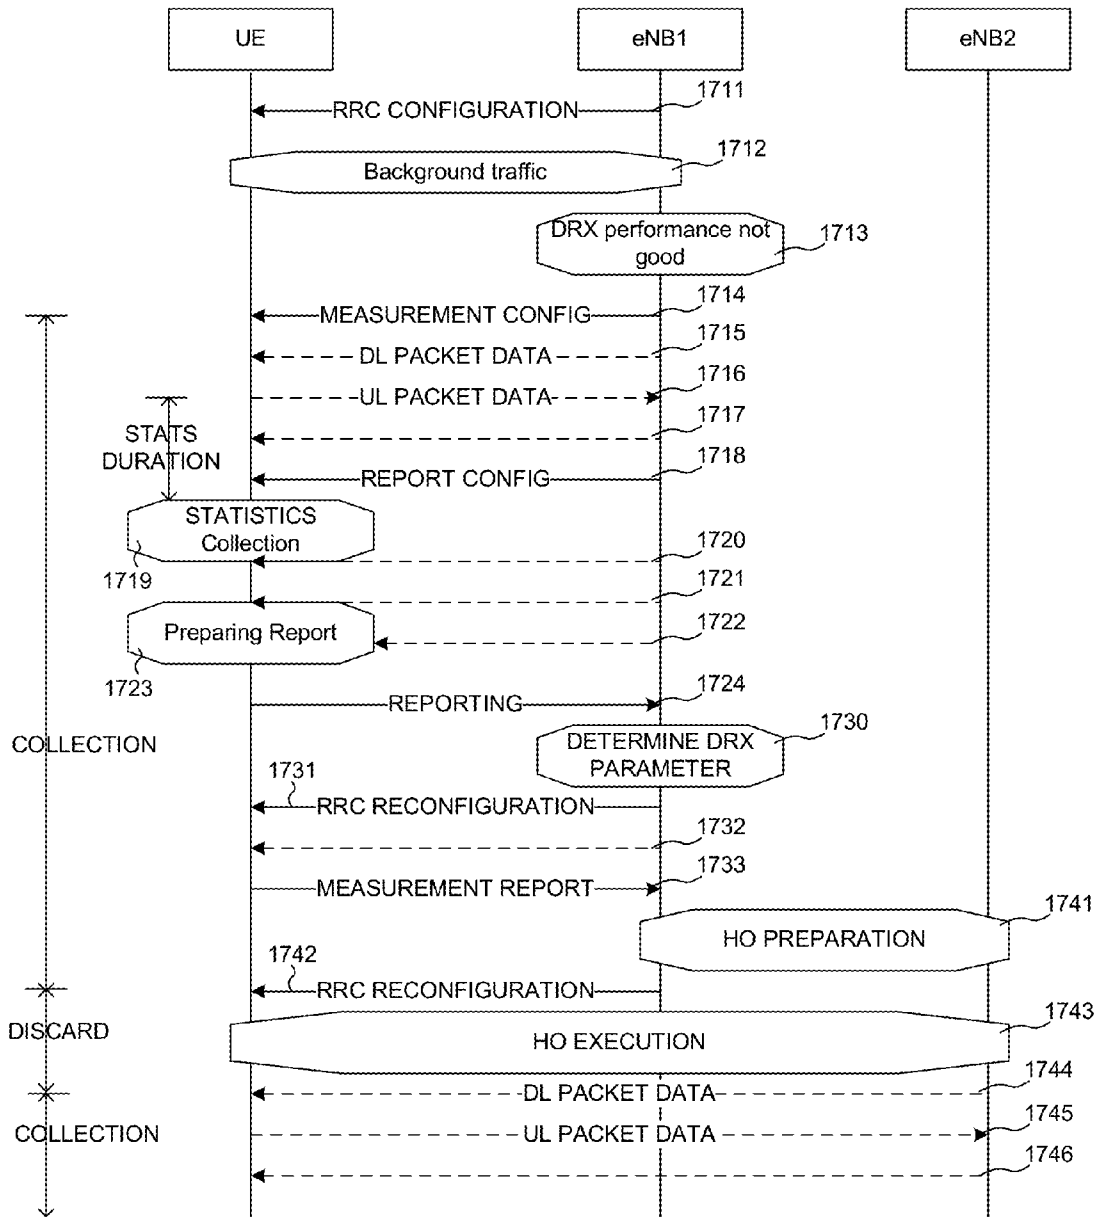 UE
eNB1
eNB2
1711
RRC CONFIGURATION
1712
Background traffic
DRX performance not
good
1713
1714
MEASUREMENT CONFIG
1715
DL PACKET DATA
1716
UL PACKET DATA
1717
STATS
DURATION
1718
REPORT CONFIG
STATISTICS
Collection
1719
1720
1721
Preparing Report
1722
1723
1724
REPORTING
1730
DETERMINE DRX
PARAMETER
COLLECTION
1731
RRC RECONFIGURATION
1732
1733
MEASUREMENT REPORT
1741
HO PREPARATION
1742
RRC RECONFIGURATION
1743
DISCARD
HO EXECUTION
1744
DL PACKET DATA
1745
COLLECTION
UL PACKET DATA
1746